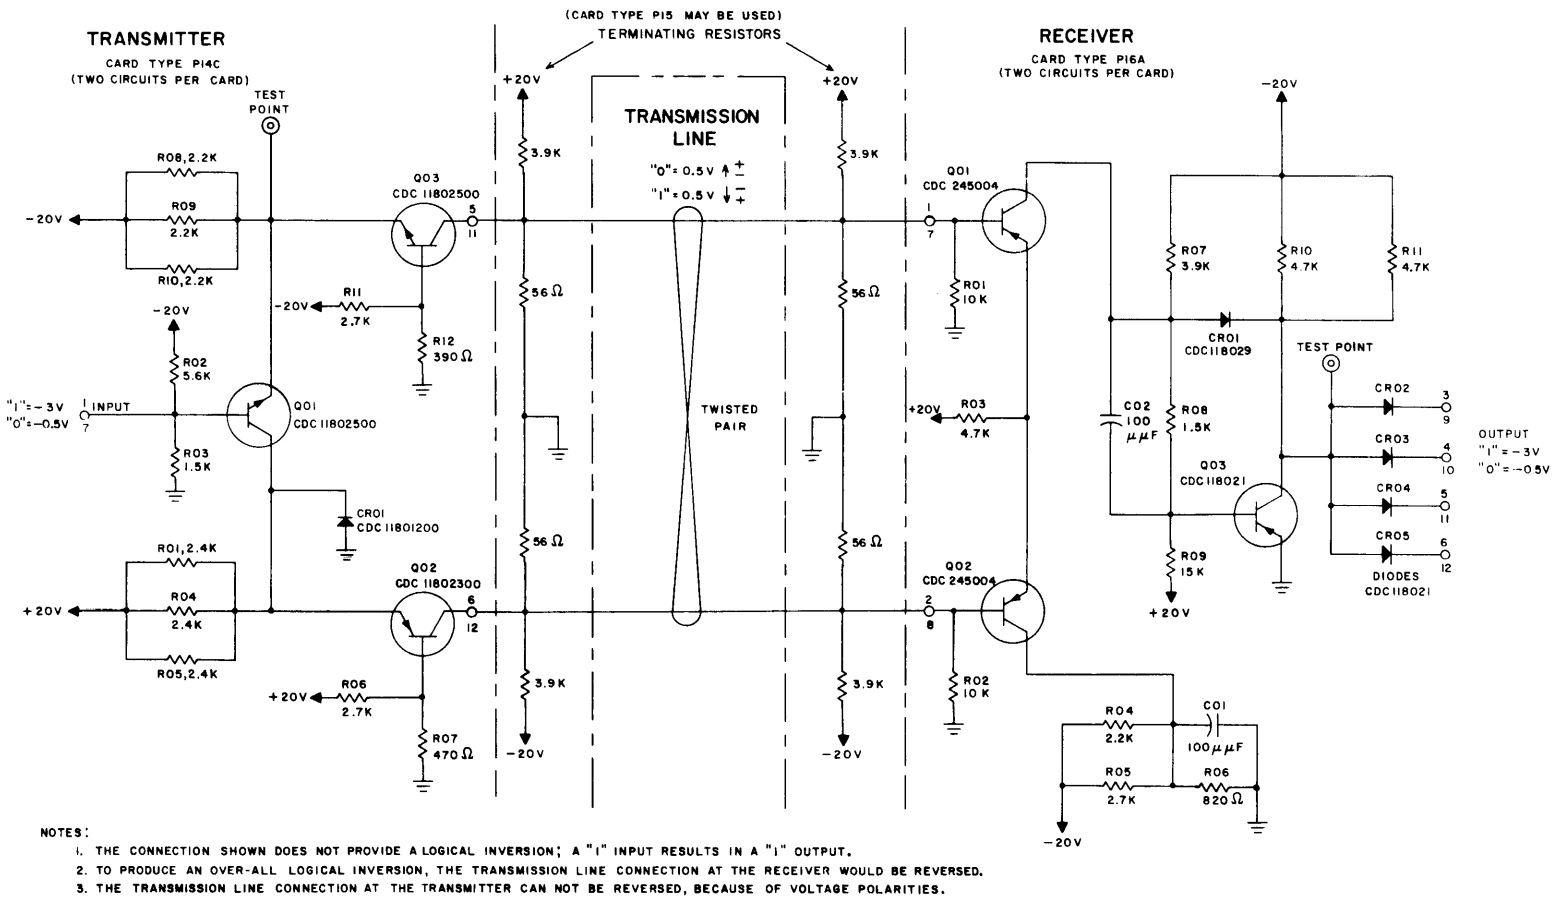 (CARD TYPE P15 MAY BE USED)
TERMINATING RESISTORS
TRANSMITTER
CARD TYPE P14C
(TWO CIRCUITS PER CARD)
TEST
POINT
R08, 2.2K
R09
2.2K
R10, 2.2K
-20V
Q03
CDC 11802500
5
11
-20V
R11
2.7K
R12
390Ω
-20V
R02
5.6K
"1"=-3V
"0"=-0.5V
1
7
INPUT
Q01
CDC 11802500
R03
1.5K
CR01
CDC 11801200
R01, 2.4K
R04
2.4K
R05, 2.4K
+20V
Q02
CDC 11802300
6
12
+20V
R06
2.7K
R07
470Ω
+20V
3.9K
56Ω
56Ω
3.9K
-20V
TRANSMISSION
LINE
"0"=0.5V ↑ + -
"1"=0.5V ↓ - +
TWISTED
PAIR
+20V
3.9K
56Ω
56Ω
3.9K
-20V
RECEIVER
CARD TYPE P16A
(TWO CIRCUITS PER CARD)
-20V
Q01
CDC 245004
1
7
R01
10K
R07
3.9K
R10
4.7K
R11
4.7K
CR01
CDC118029
TEST POINT
+20V
R03
4.7K
C02
100
μμF
R08
1.5K
Q03
CDC118021
CR02
3
9
CR03
4
10
CR04
5
11
CR05
6
12
DIODES
CDC118021
OUTPUT
"1"=-3V
"0"=-0.5V
R09
15K
+20V
Q02
CDC 245004
2
8
R02
10K
R04
2.2K
C01
100μμF
R05
2.7K
R06
820Ω
-20V
NOTES:
1. THE CONNECTION SHOWN DOES NOT PROVIDE A LOGICAL INVERSION; A "1" INPUT RESULTS IN A "1" OUTPUT.
2. TO PRODUCE AN OVER-ALL LOGICAL INVERSION, THE TRANSMISSION LINE CONNECTION AT THE RECEIVER WOULD BE REVERSED.
3. THE TRANSMISSION LINE CONNECTION AT THE TRANSMITTER CAN NOT BE REVERSED, BECAUSE OF VOLTAGE POLARITIES.